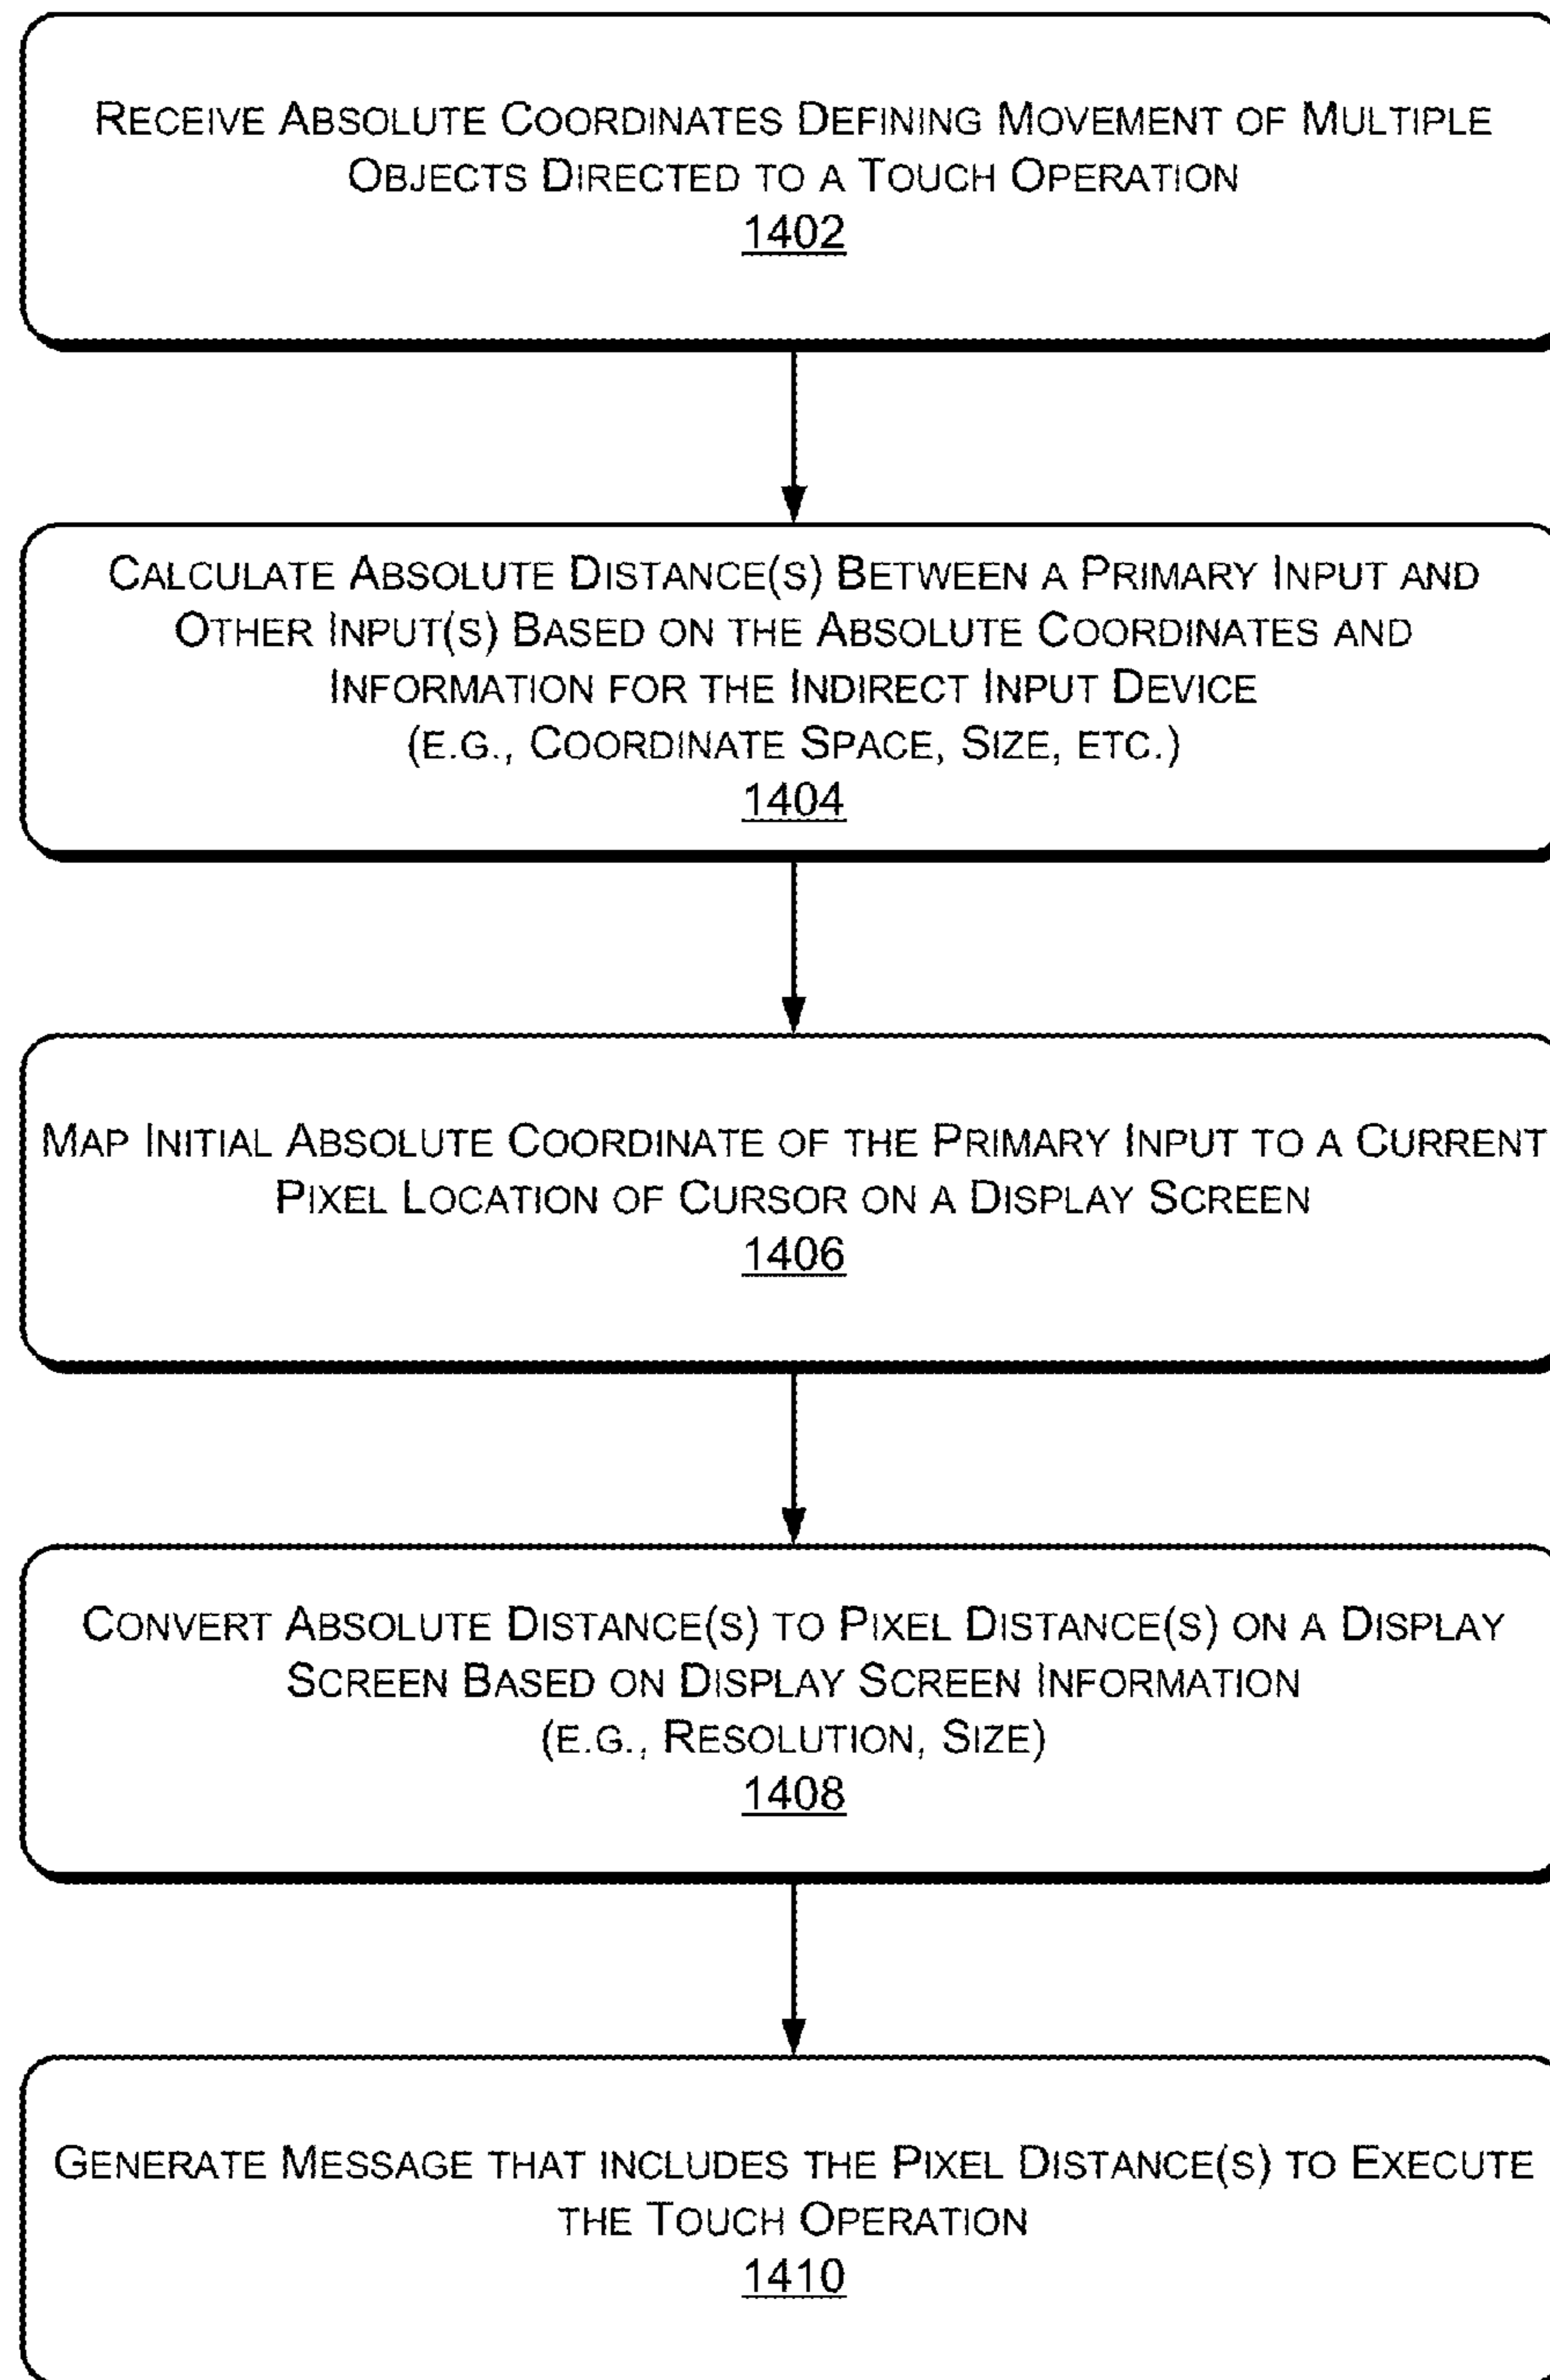 RECEIVE ABSOLUTE COORDINATES DEFINING MOVEMENT OF MULTIPLE
OBJECTS DIRECTED TO A TOUCH OPERATION
1402
CALCULATE ABSOLUTE DISTANCE(S) BETWEEN A PRIMARY INPUT AND
OTHER INPUT(S) BASED ON THE ABSOLUTE COORDINATES AND
INFORMATION FOR THE INDIRECT INPUT DEVICE
(E.G., COORDINATE SPACE, SIZE, ETC.)
1404
MAP INITIAL ABSOLUTE COORDINATE OF THE PRIMARY INPUT TO A CURRENT
PIXEL LOCATION OF CURSOR ON A DISPLAY SCREEN
1406
CONVERT ABSOLUTE DISTANCE(S) TO PIXEL DISTANCE(S) ON A DISPLAY
SCREEN BASED ON DISPLAY SCREEN INFORMATION
(E.G., RESOLUTION, SIZE)
1408
GENERATE MESSAGE THAT INCLUDES THE PIXEL DISTANCE(S) TO EXECUTE
THE TOUCH OPERATION
1410